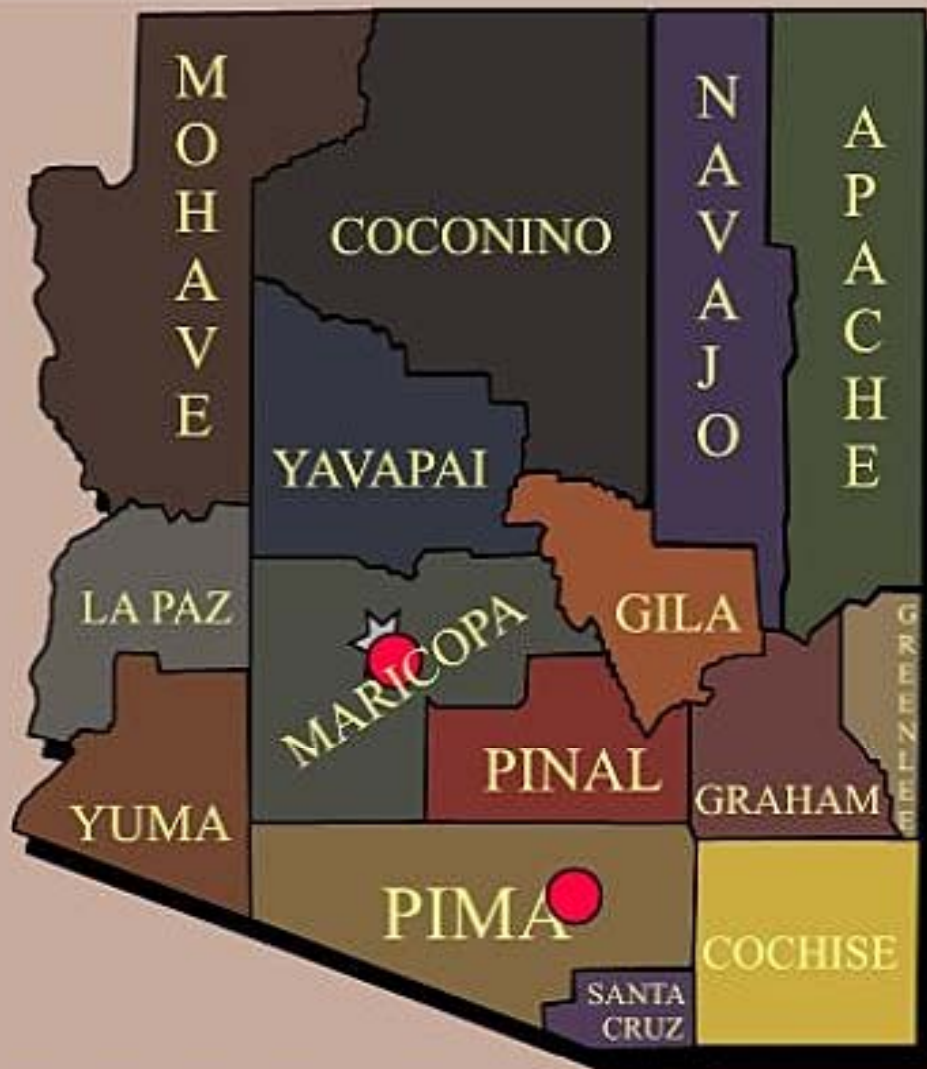 MOHAVE
COCONINO
NAVAJO
APACHE
YAVAPAI
LA PAZ
MARICOPA
GILA
GREENLEE
YUMA
PINAL
GRAHAM
PIMA
COCHISE
SANTA
CRUZ